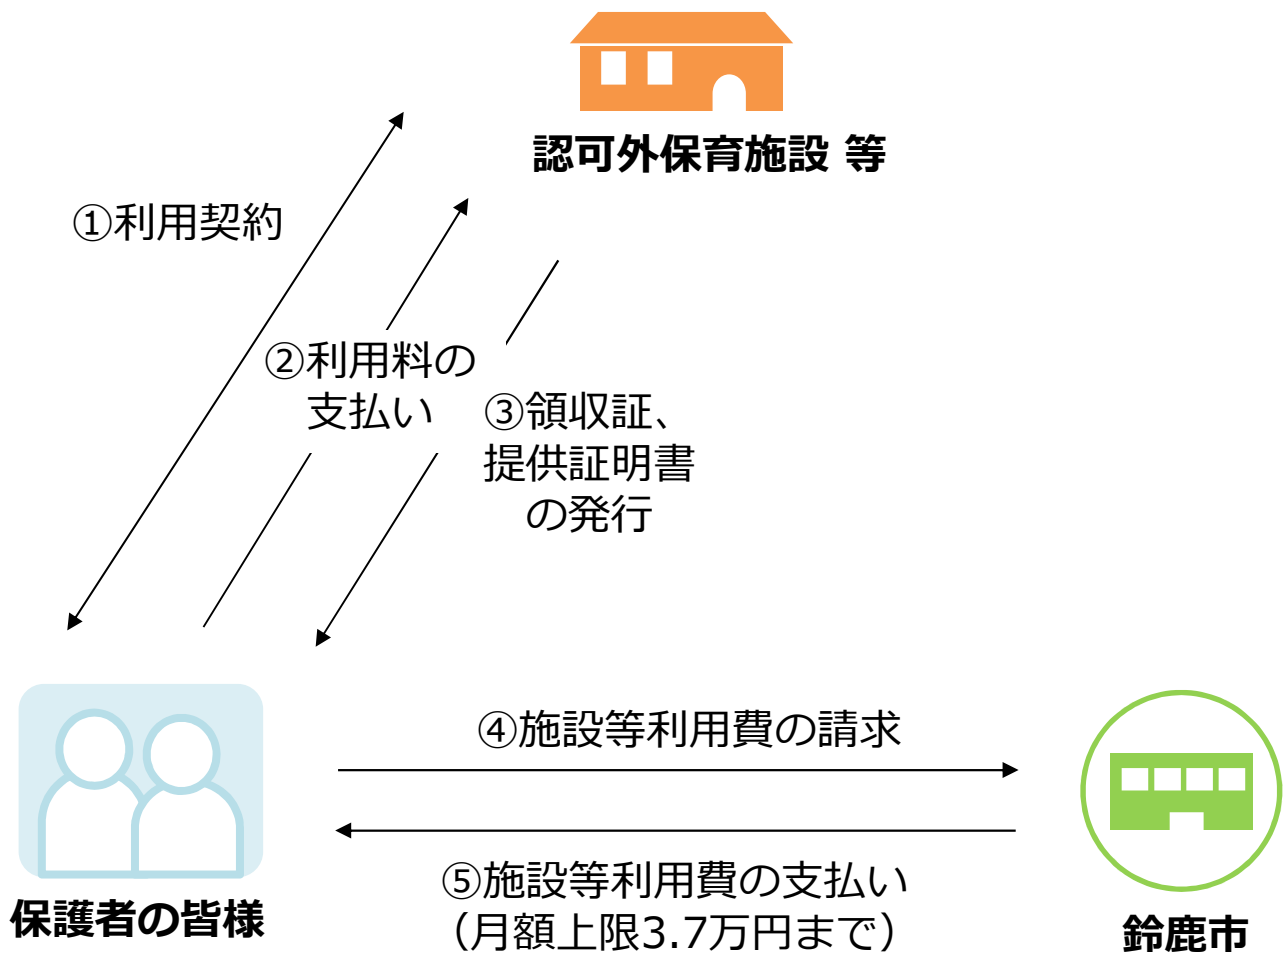 認可外保育施設 等
①利用契約
②利用料の
支払い
③領収証、
提供証明書
の発行
④施設等利用費の請求
⑤施設等利用費の支払い
（月額上限3.7万円まで）
保護者の皆様
鈴鹿市